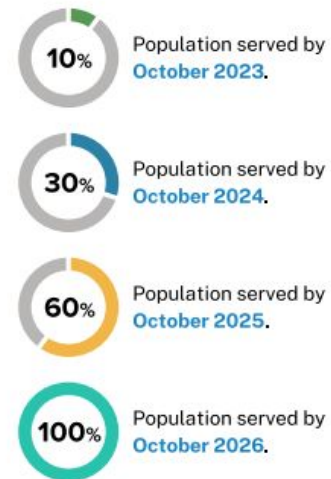 10%
Population served by
October 2023.
30%
Population served by
October 2024.
60%
Population served by
October 2025.
100%
Population served by
October 2026.